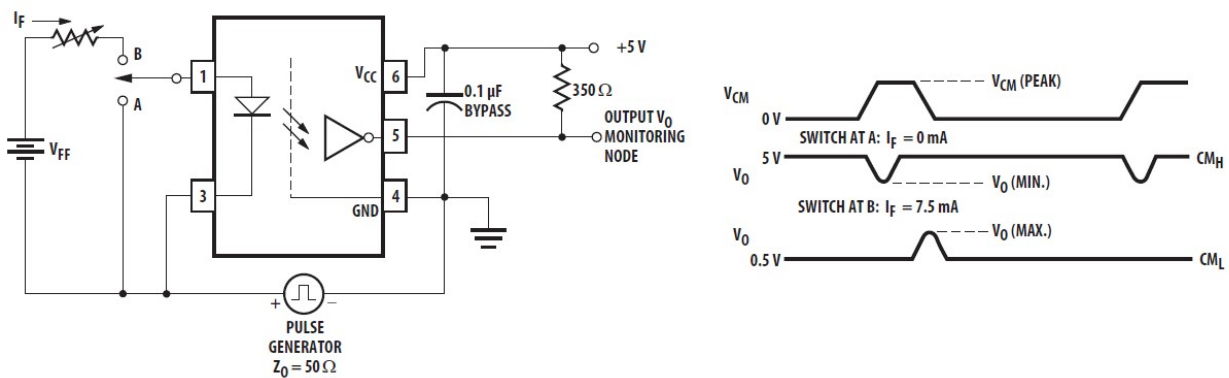 I_F
B
A
V_FF
1
3
V_CC
6
5
4
GND
0.1 µF
BYPASS
+5 V
350 Ω
OUTPUT V_O
MONITORING
NODE
+
−
PULSE
GENERATOR
Z_O = 50 Ω
V_CM
0 V
V_CM (PEAK)
SWITCH AT A: I_F = 0 mA
5 V
V_O
CM_H
V_O (MIN.)
SWITCH AT B: I_F = 7.5 mA
V_O
0.5 V
V_O (MAX.)
CM_L